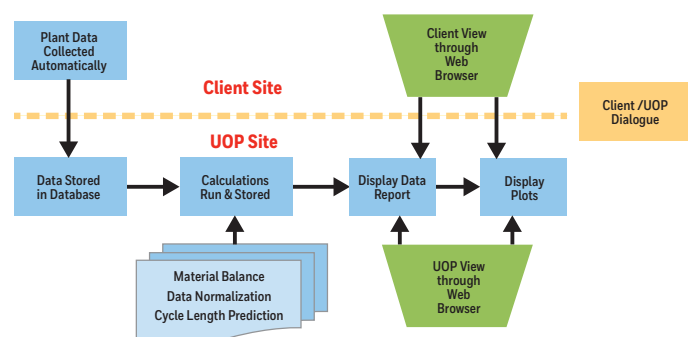 Plant Data
Collected
Automatically
Client View
through
Web
Browser
Client Site
Client /UOP
Dialogue
UOP Site
Data Stored
in Database
Calculations
Run & Stored
Display Data
Report
Display
Plots
Material Balance
Data Normalization
Cycle Length Prediction
UOP View
through
Web
Browser